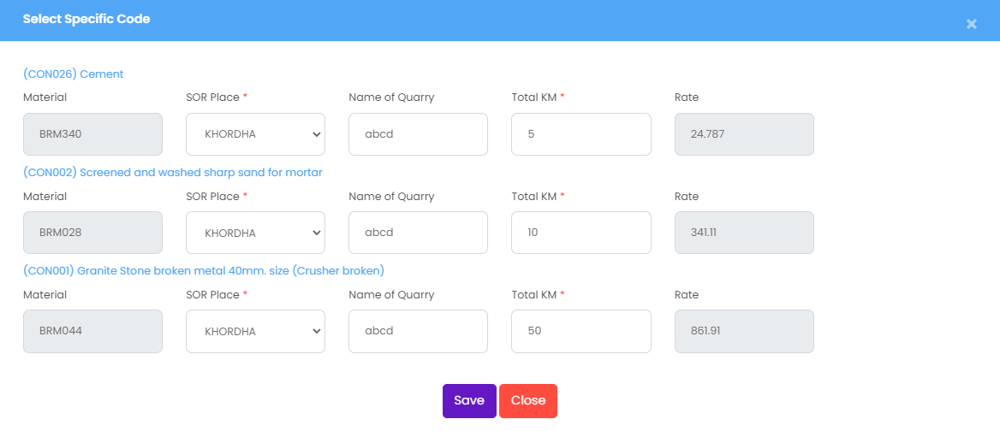 Select Specific Code
×
(CON026) Cement
Material SOR Place * Name of Quarry Total KM * Rate
BRM340 KHORDHA abcd 5 24.787
(CON002) Screened and washed sharp sand for mortar
Material SOR Place * Name of Quarry Total KM * Rate
BRM028 KHORDHA abcd 10 341.11
(CON001) Granite Stone broken metal 40mm. size (Crusher broken)
Material SOR Place * Name of Quarry Total KM * Rate
BRM044 KHORDHA abcd 50 861.91
Save Close